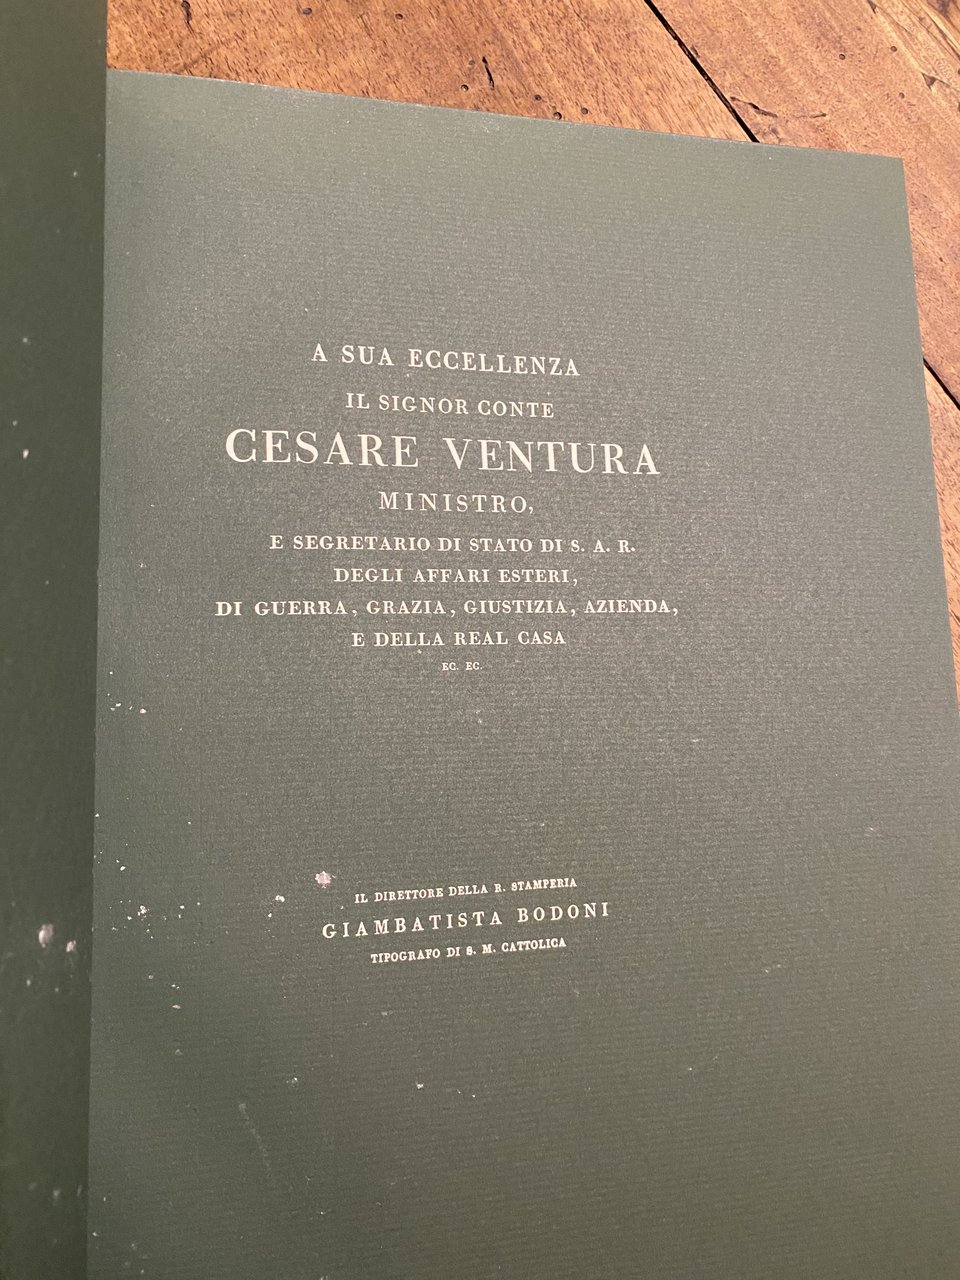 A SUA ECCELLENZA
IL SIGNOR CONTE
CESARE VENTURA
MINISTRO,
E SEGRETARIO DI STATO DI S. A. R.
DEGLI AFFARI ESTERI,
DI GUERRA, GRAZIA, GIUSTIZIA, AZIENDA,
E DELLA REAL CASA
EC. EC.
IL DIRETTORE DELLA R. STAMPERIA
GIAMBATISTA BODONI
TIPOGRAFO DI S. M. CATTOLICA